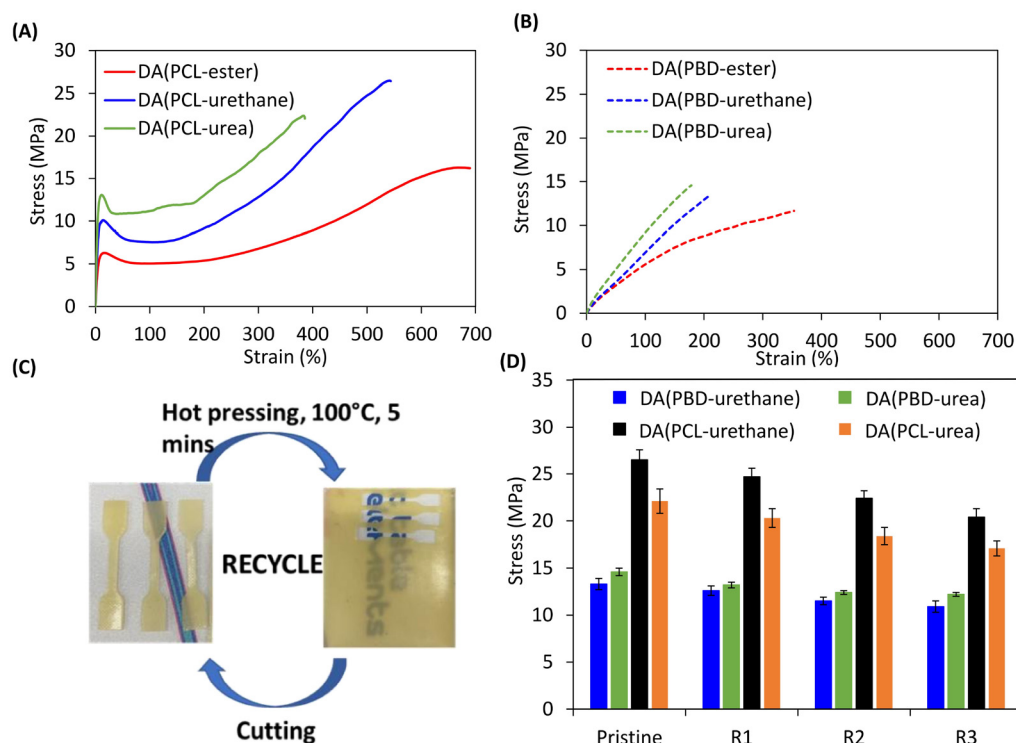 (A)
30
25
20
15
10
5
0
Stress (MPa)
DA(PCL-ester)
DA(PCL-urethane)
DA(PCL-urea)
0 100 200 300 400 500 600 700
Strain (%)
(B)
30
25
20
15
10
5
0
Stress (MPa)
DA(PBD-ester)
DA(PBD-urethane)
DA(PBD-urea)
0 100 200 300 400 500 600 700
Strain (%)
(C)
Hot pressing, 100°C, 5
mins
RECYCLE
Cutting
(D)
35
30
25
20
15
10
5
0
Stress (MPa)
DA(PBD-urethane) DA(PBD-urea)
DA(PCL-urethane) DA(PCL-urea)
Pristine R1 R2 R3